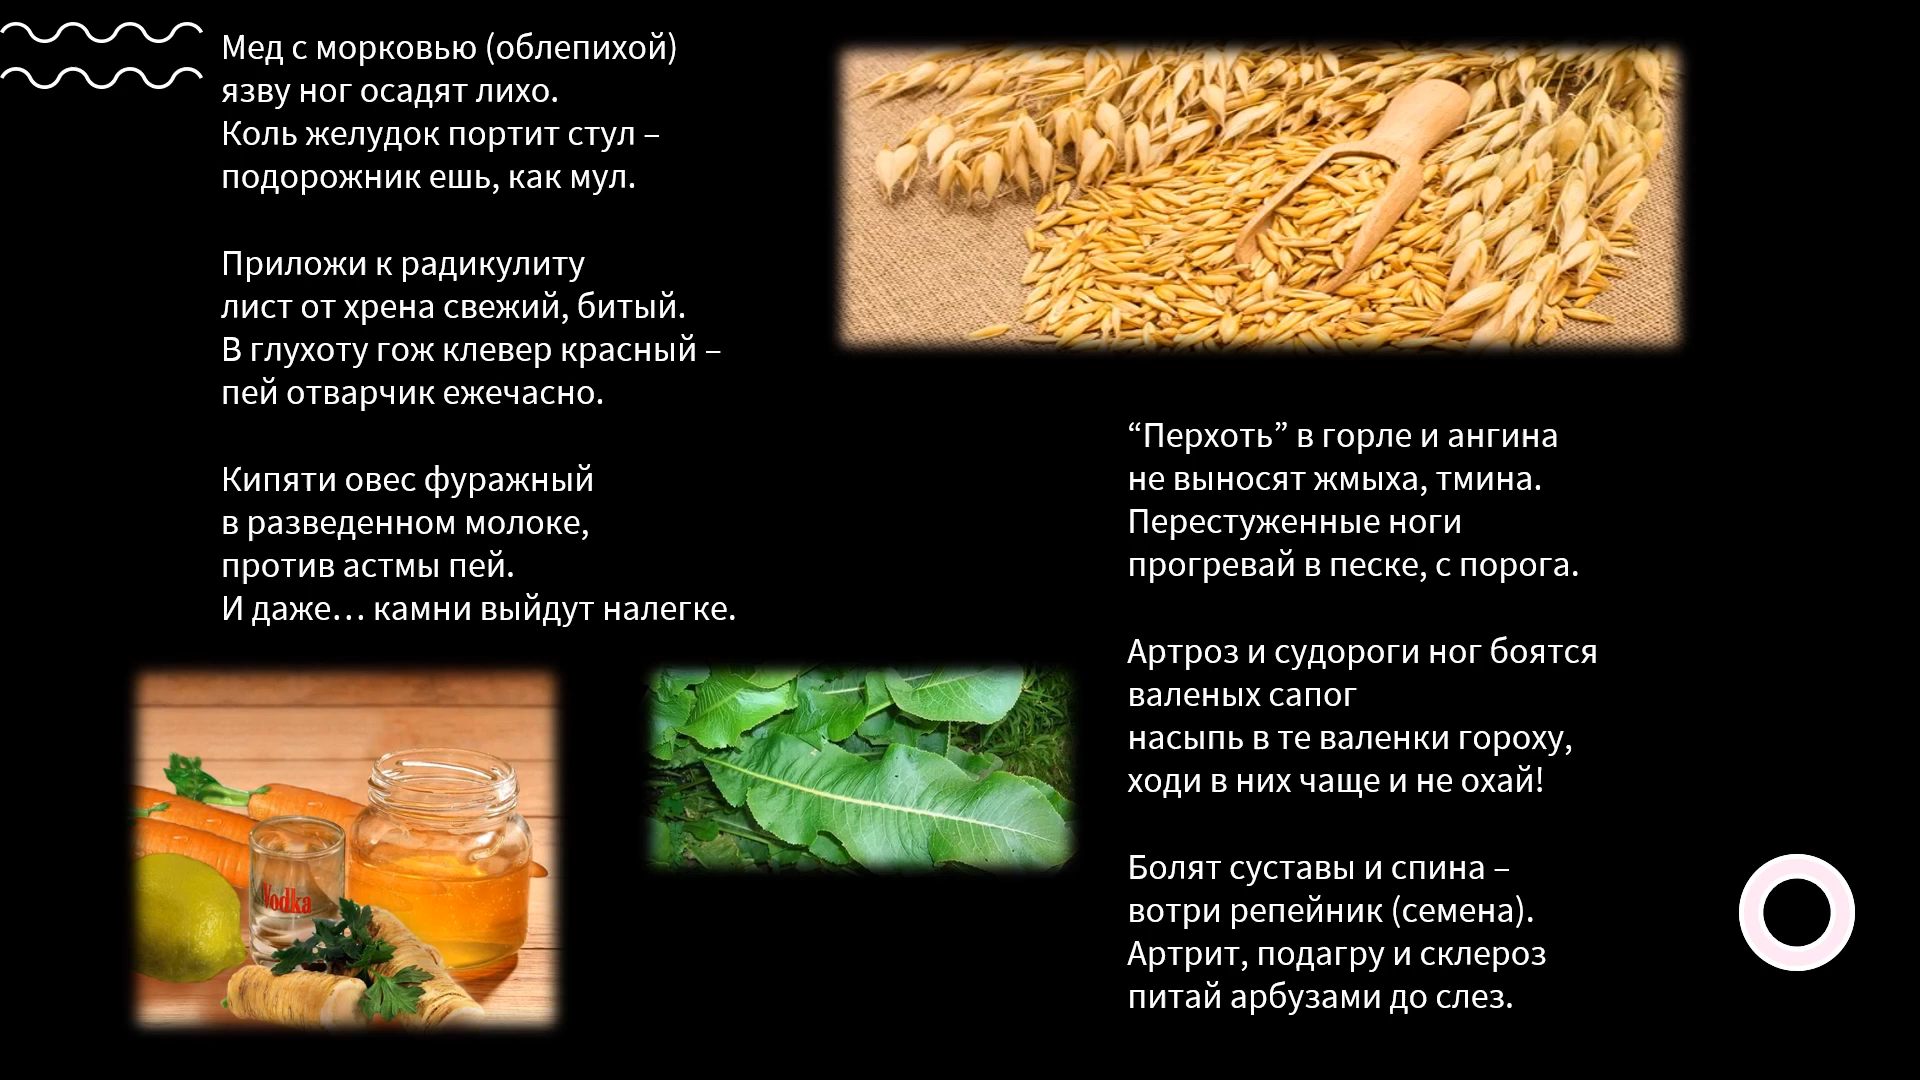 Мед с морковью (облепихой)
язву ног осадят лихо.
Коль желудок портит стул –
подорожник ешь, как мул.
Приложи к радикулиту
лист от хрена свежий, битый.
В глухоту гож клевер красный –
пей отварчик ежечасно.
Кипяти овес фуражный
в разведенном молоке,
против астмы пей.
И даже… камни выйдут налегке.
“Перхоть” в горле и ангина
не выносят жмыха, тмина.
Перестуженные ноги
прогревай в песке, с порога.
Артроз и судороги ног боятся
валеных сапог
насыпь в те валенки гороху,
ходи в них чаще и не охай!
Болят суставы и спина –
вотри репейник (семена).
Артрит, подагру и склероз
питай арбузами до слез.
Vodka